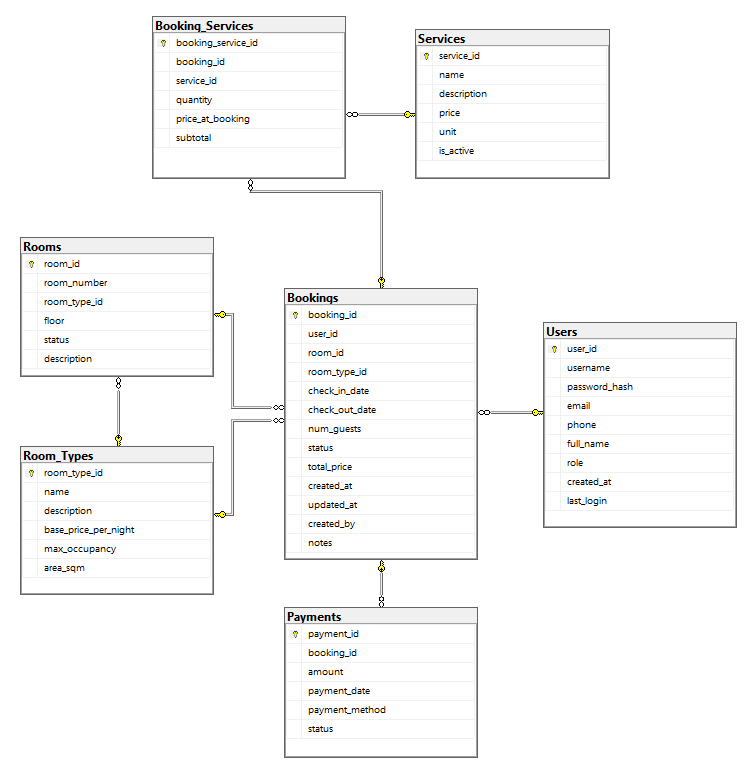 Booking_Services
booking_service_id
booking_id
service_id
quantity
price_at_booking
subtotal
Services
service_id
name
description
price
unit
is_active
Rooms
room_id
room_number
room_type_id
floor
status
description
Bookings
booking_id
user_id
room_id
room_type_id
check_in_date
check_out_date
num_guests
status
total_price
created_at
updated_at
created_by
notes
Users
user_id
username
password_hash
email
phone
full_name
role
created_at
last_login
Room_Types
room_type_id
name
description
base_price_per_night
max_occupancy
area_sqm
Payments
payment_id
booking_id
amount
payment_date
payment_method
status